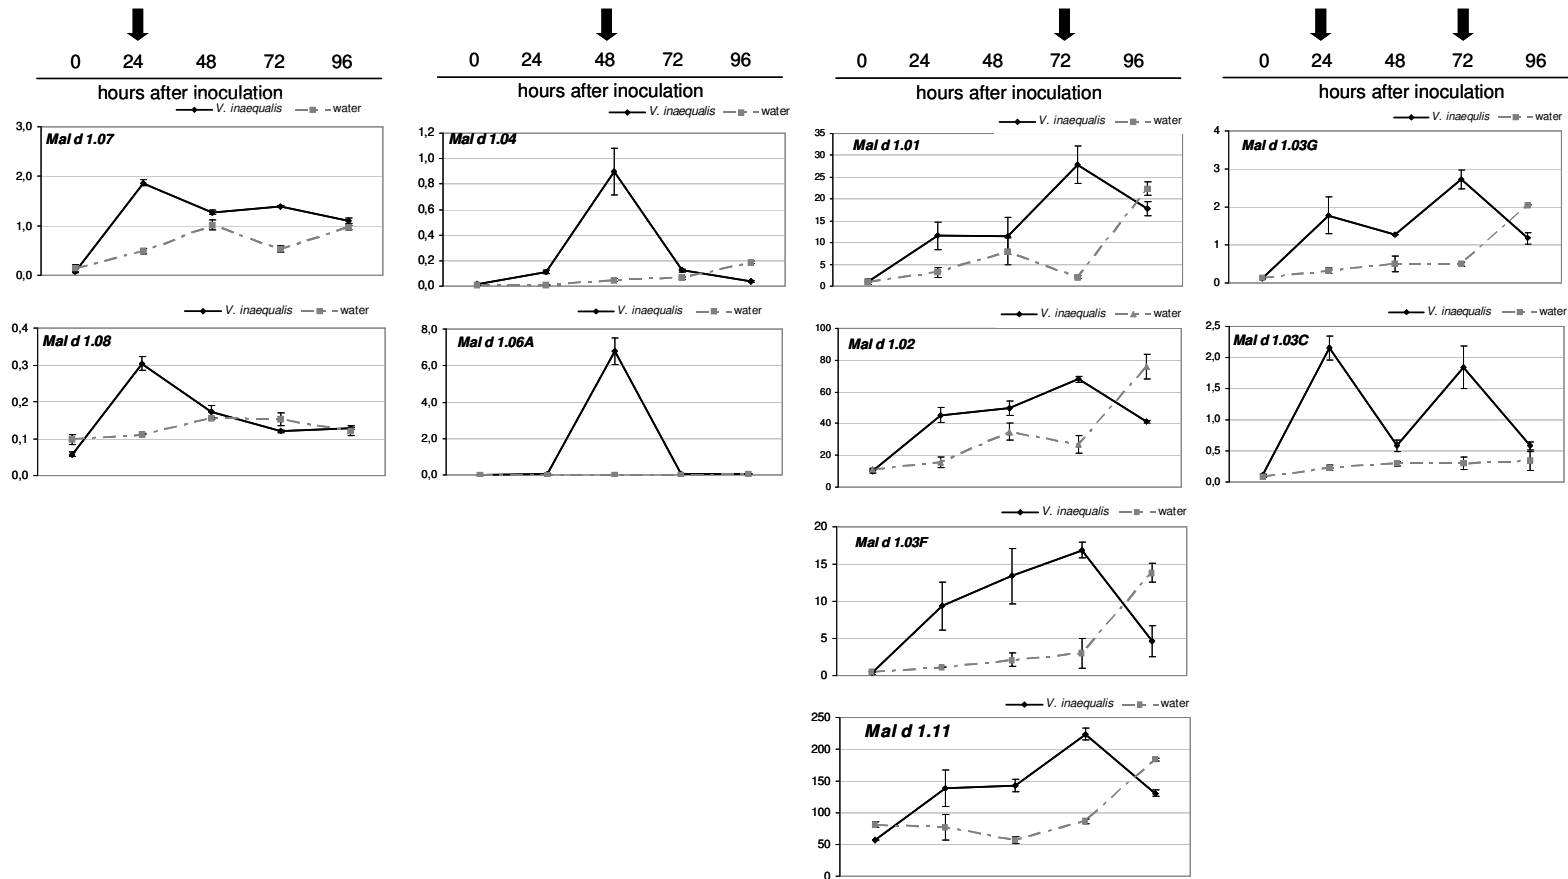 0 24 48 72 96
hours after inoculation
V. inaequalis water
3,0
2,0
1,0
0,0
Mal d 1.07
V. inaequalis water
0,4
0,3
0,2
0,1
0,0
Mal d 1.08
0 24 48 72 96
hours after inoculation
V. inaequalis water
1,2
1,0
0,8
0,6
0,4
0,2
0,0
Mal d 1.04
V. inaequalis water
8,0
6,0
4,0
2,0
0,0
Mal d 1.06A
0 24 48 72 96
hours after inoculation
V. inaequalis water
35
30
25
20
15
10
5
0
Mal d 1.01
V. inaequalis water
100
80
60
40
20
0
Mal d 1.02
V. inaequalis water
20
15
10
5
0
Mal d 1.03F
V. inaequalis water
250
200
150
100
50
0
Mal d 1.11
0 24 48 72 96
hours after inoculation
V. inaequlis water
4
3
2
1
0
Mal d 1.03G
V. inaequalis water
2,5
2,0
1,5
1,0
0,5
0,0
Mal d 1.03C